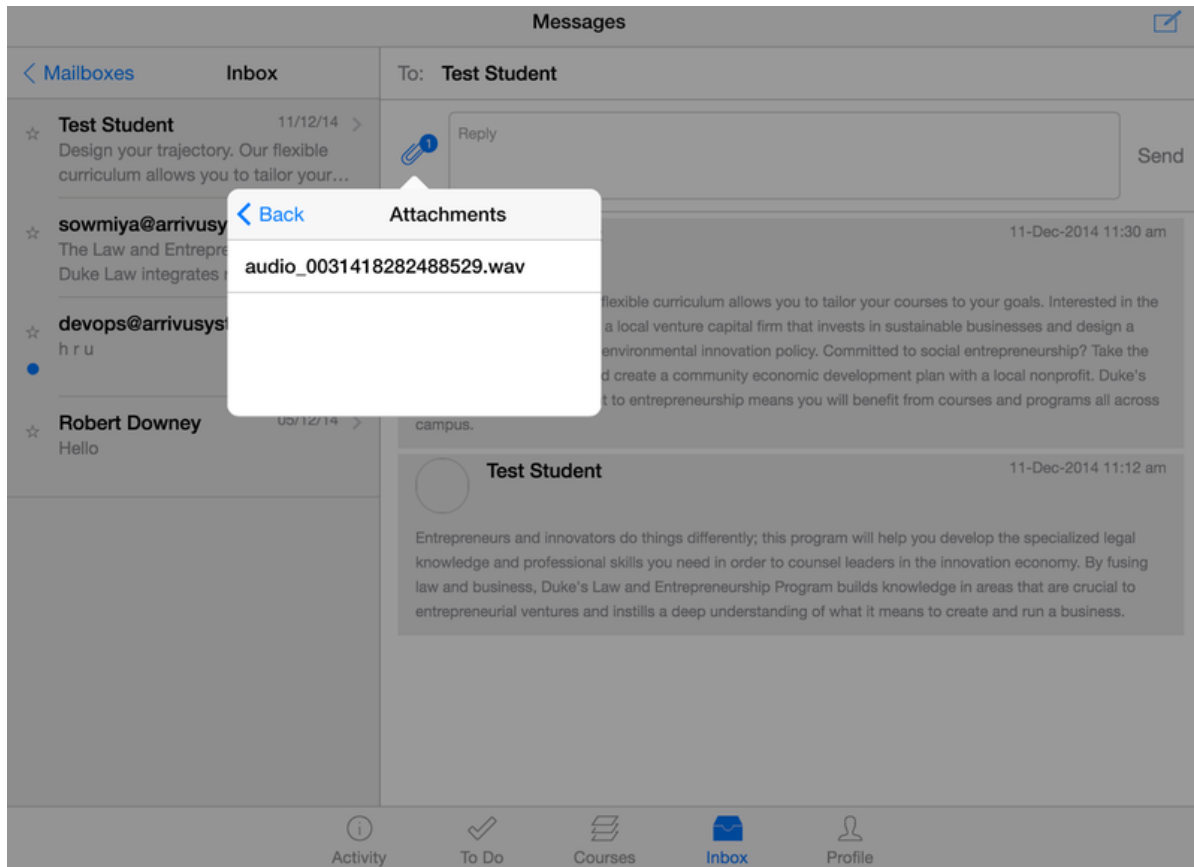 Messages
Mailboxes
Inbox
To: Test Student
Test Student 11/12/14
Design your trajectory. Our flexible
curriculum allows you to tailor your...
1
Reply
Send
sowmiya@arrivusy
The Law and Entrepre
Duke Law integrates
devops@arrivusyst
h r u
Robert Downey 05/12/14
Hello
Back
Attachments
audio_0031418282488529.wav
11-Dec-2014 11:30 am
flexible curriculum allows you to tailor your courses to your goals. Interested in the
a local venture capital firm that invests in sustainable businesses and design a
environmental innovation policy. Committed to social entrepreneurship? Take the
d create a community economic development plan with a local nonprofit. Duke's
t to entrepreneurship means you will benefit from courses and programs all across
campus.
Test Student 11-Dec-2014 11:12 am
Entrepreneurs and innovators do things differently; this program will help you develop the specialized legal
knowledge and professional skills you need in order to counsel leaders in the innovation economy. By fusing
law and business, Duke's Law and Entrepreneurship Program builds knowledge in areas that are crucial to
entrepreneurial ventures and instills a deep understanding of what it means to create and run a business.
Activity
To Do
Courses
Inbox
Profile